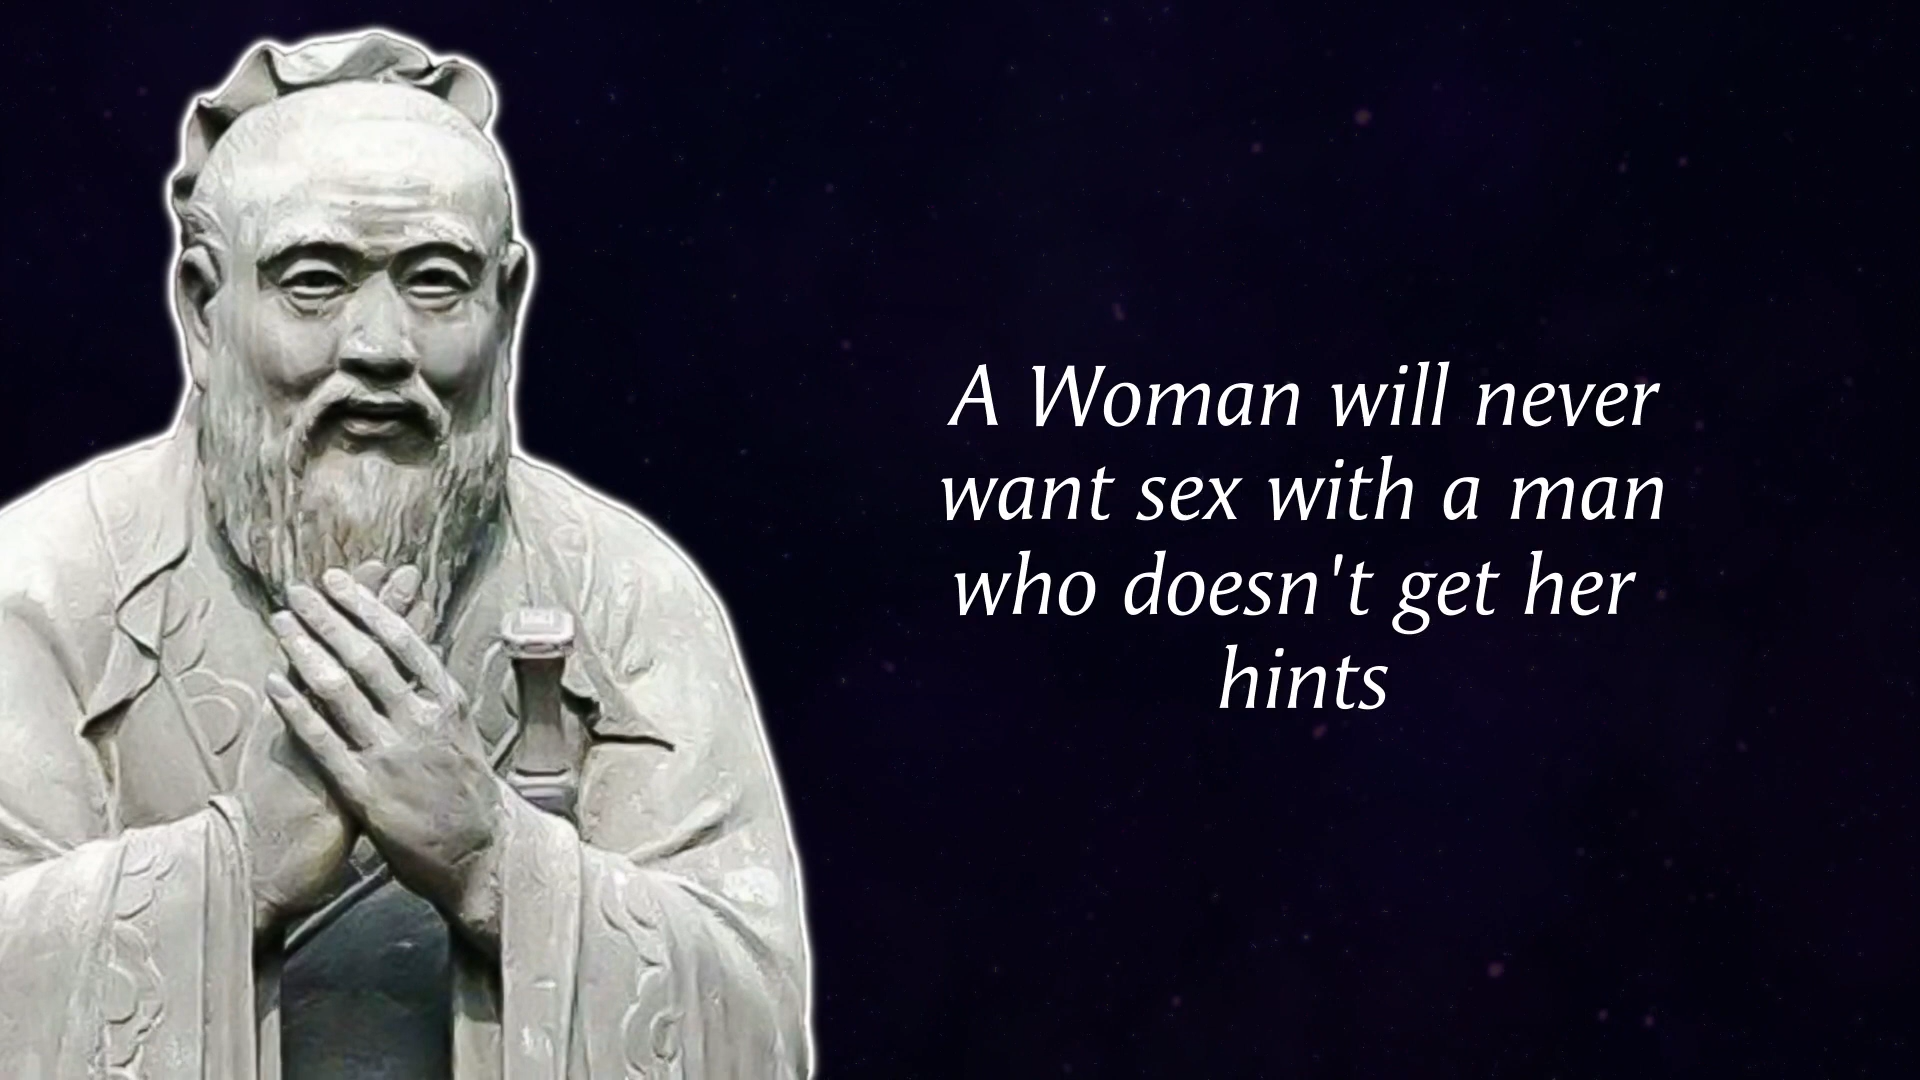 A Woman will never
want sex with a man
who doesn't get her
hints